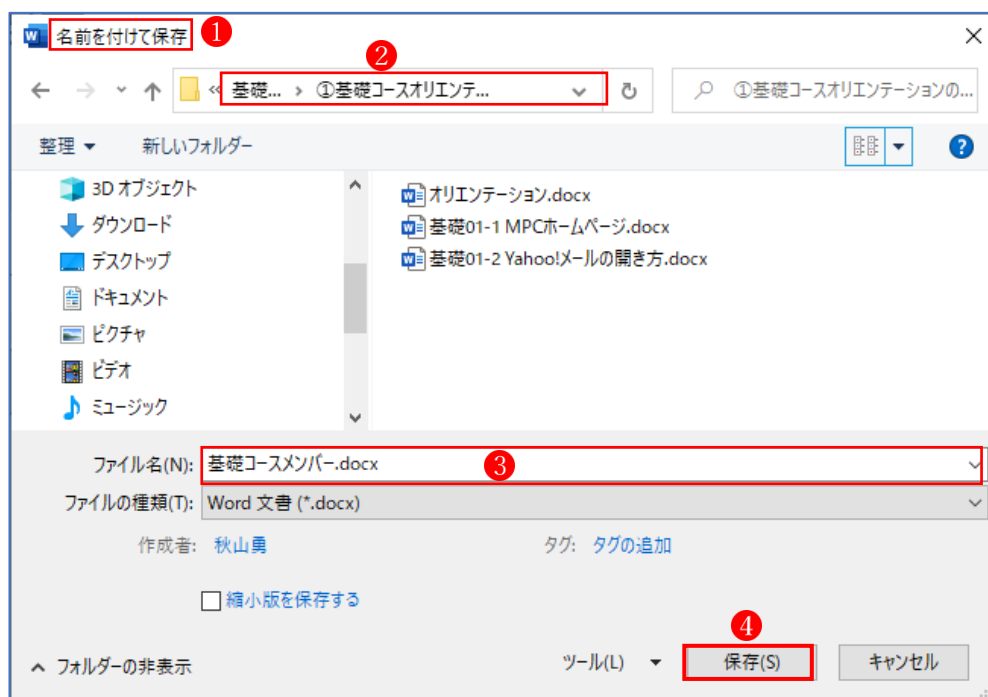 名前を付けて保存 1
2
« 基礎... › ①基礎コースオリエンテ... ①基礎コースオリエンテーションの...
整理 新しいフォルダー ?
3D オブジェクト
ダウンロード
デスクトップ
ドキュメント
ピクチャ
ビデオ
ミュージック
オリエンテーション.docx
基礎01-1 MPCホームページ.docx
基礎01-2 Yahoo!メールの開き方.docx
ファイル名(N): 基礎コースメンバー.docx 3
ファイルの種類(T): Word 文書 (*.docx)
作成者: 秋山勇 タグ: タグの追加
縮小版を保存する
4
フォルダーの非表示 ツール(L) 保存(S) キャンセル